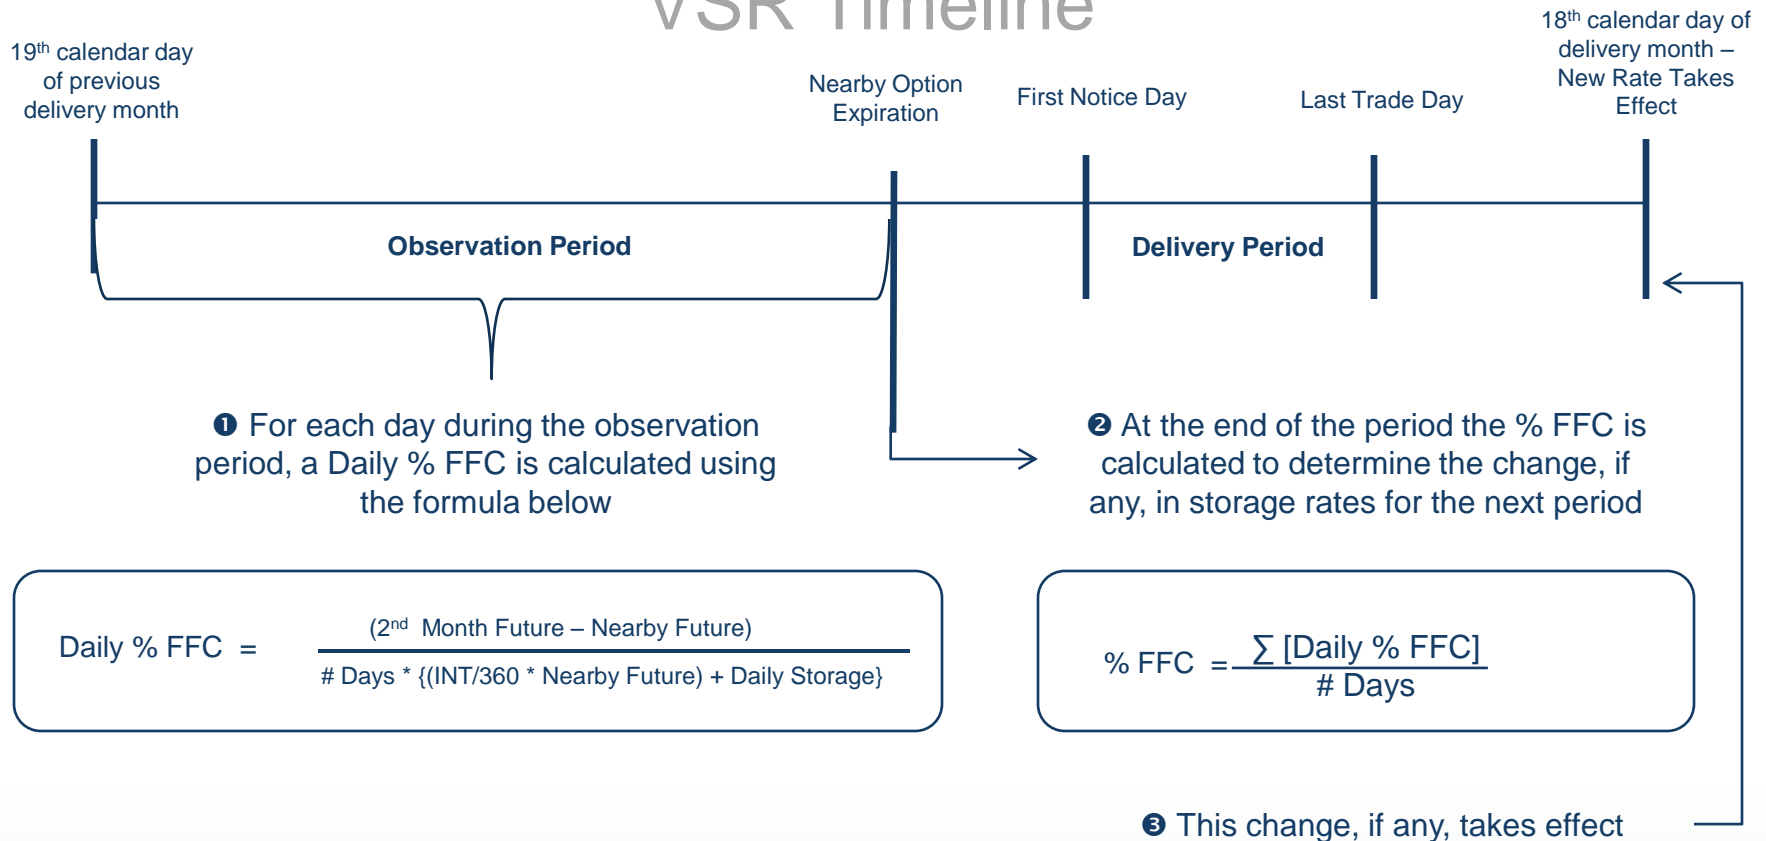 VSR Timeline
19th calendar day
of previous
delivery month
Nearby Option
Expiration
First Notice Day
Last Trade Day
18th calendar day of
delivery month –
New Rate Takes
Effect
Observation Period
Delivery Period
❶ For each day during the observation
period, a Daily % FFC is calculated using
the formula below
❷ At the end of the period the % FFC is
calculated to determine the change, if
any, in storage rates for the next period
Daily % FFC =
(2nd Month Future – Nearby Future)
# Days * {(INT/360 * Nearby Future) + Daily Storage}
% FFC =
∑ [Daily % FFC]
# Days
❸ This change, if any, takes effect